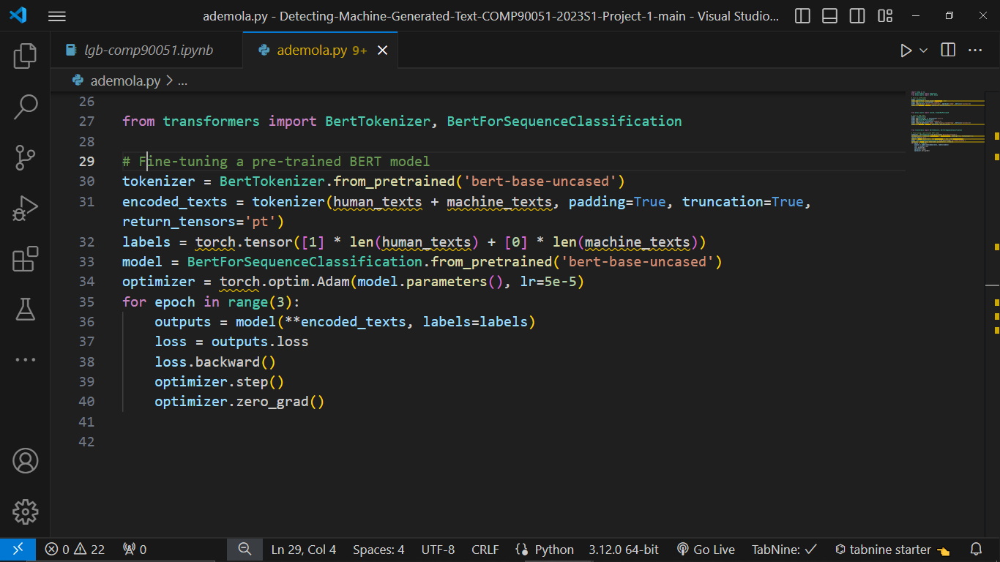 ademola.py - Detecting-Machine-Generated-Text-COMP90051-2023S1-Project-1-main - Visual Studio...
lgb-comp90051.ipynb
ademola.py 9+
ademola.py > ...
26
27 from transformers import BertTokenizer, BertForSequenceClassification
28
29 # Fine-tuning a pre-trained BERT model
30 tokenizer = BertTokenizer.from_pretrained('bert-base-uncased')
31 encoded_texts = tokenizer(human_texts + machine_texts, padding=True, truncation=True,
return_tensors='pt')
32 labels = torch.tensor([1] * len(human_texts) + [0] * len(machine_texts))
33 model = BertForSequenceClassification.from_pretrained('bert-base-uncased')
34 optimizer = torch.optim.Adam(model.parameters(), lr=5e-5)
35 for epoch in range(3):
36     outputs = model(**encoded_texts, labels=labels)
37     loss = outputs.loss
38     loss.backward()
39     optimizer.step()
40     optimizer.zero_grad()
41
42
0 22 0 Ln 29, Col 4 Spaces: 4 UTF-8 CRLF Python 3.12.0 64-bit Go Live TabNine: ✓ tabnine starter 👈